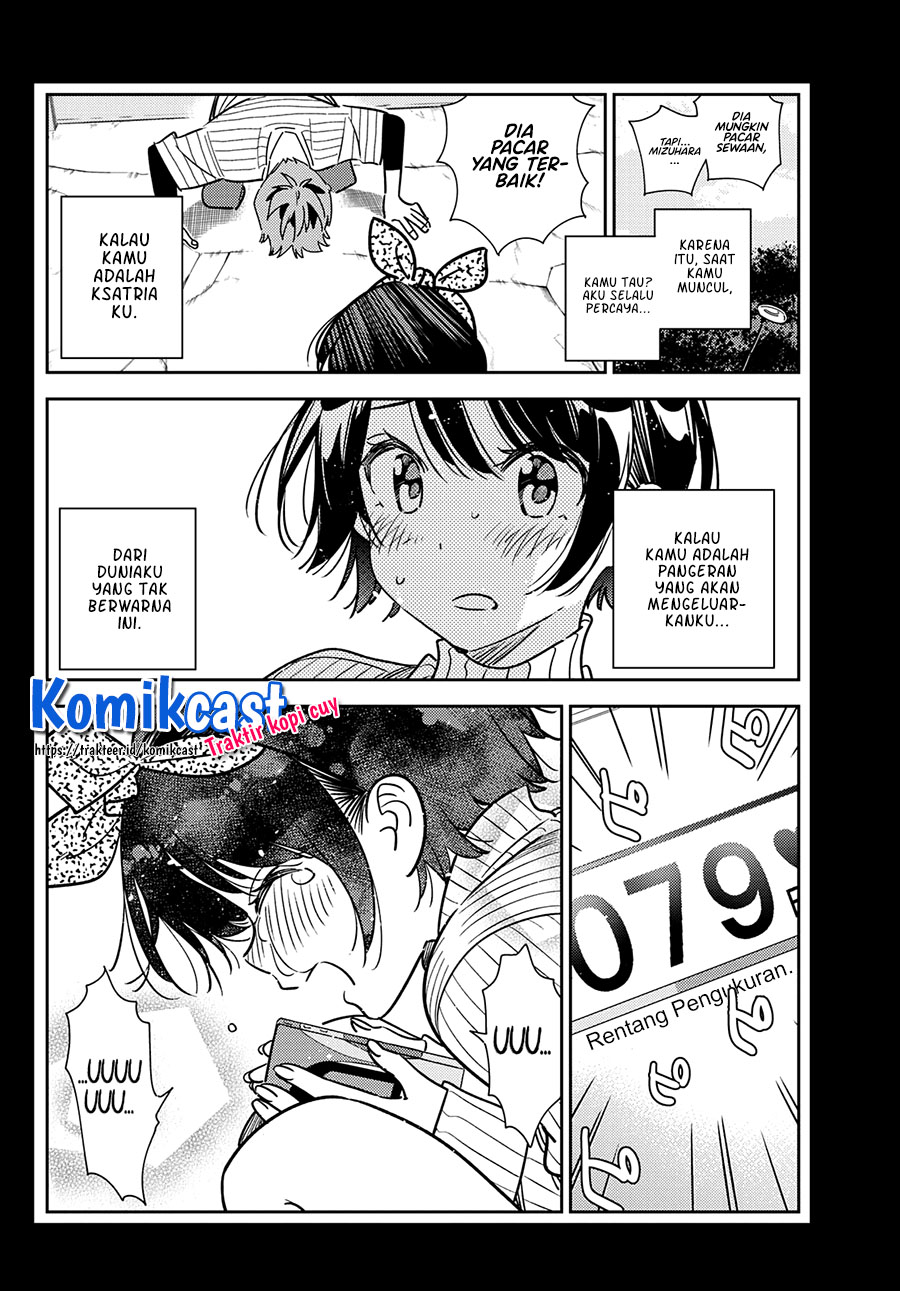 DIA
MUNGKIN
PACAR
SEWAAN,
TAPI...
MIZUHARA
...
KARENA
ITU, SAAT
KAMU
MUNCUL,
KAMU TAU?
AKU SELALU
PERCAYA...
DIA
PACAR
YANG TER-
BAIK!
KALAU
KAMU
ADALAH
KSATRIA
KU.
KALAU
KAMU ADALAH
PANGERAN
YANG AKAN
MENGELUAR-
KANKU...
DARI
DUNIAKU
YANG TAK
BERWARNA
INI.
Komikcast
https://trakteer.id/komikcast
Traktir kopi cuy
079
Rentang Pengukuran.
UUU...
...UUUU
UUU...